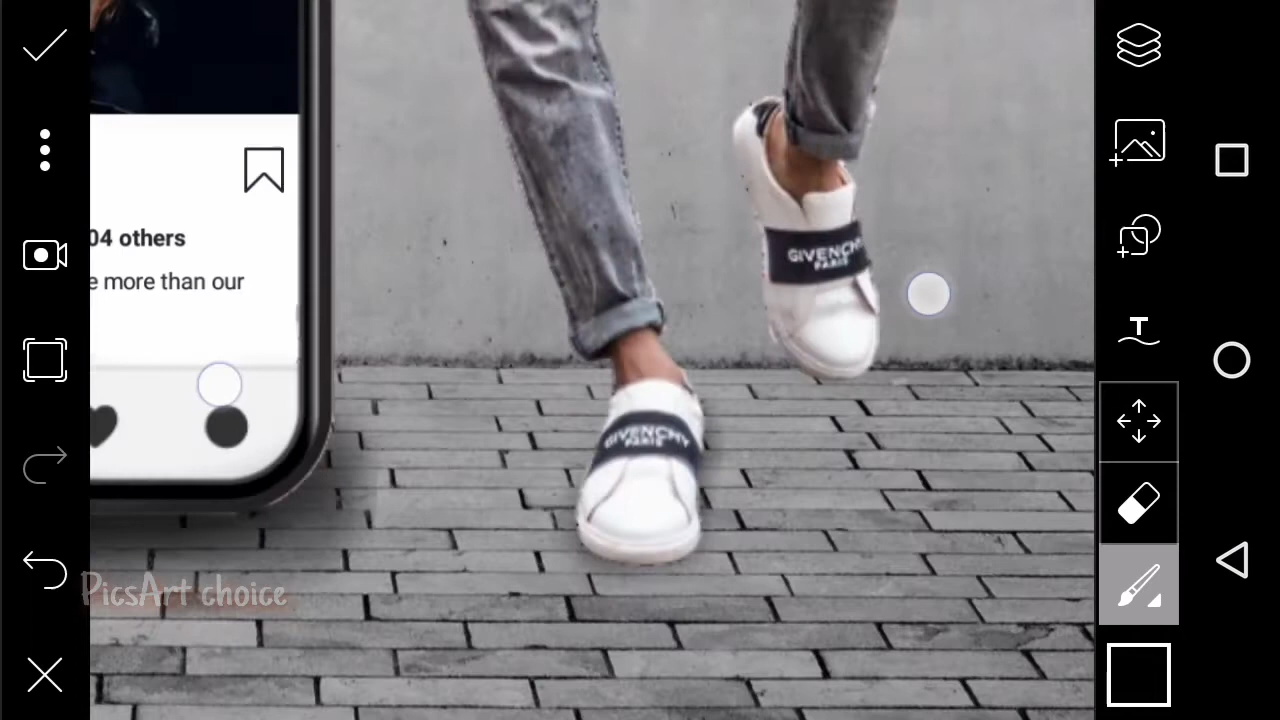 04 others
e more than our
GIVENCHY
PARIS
GIVENCHY
PARIS
T
PicsArt choice